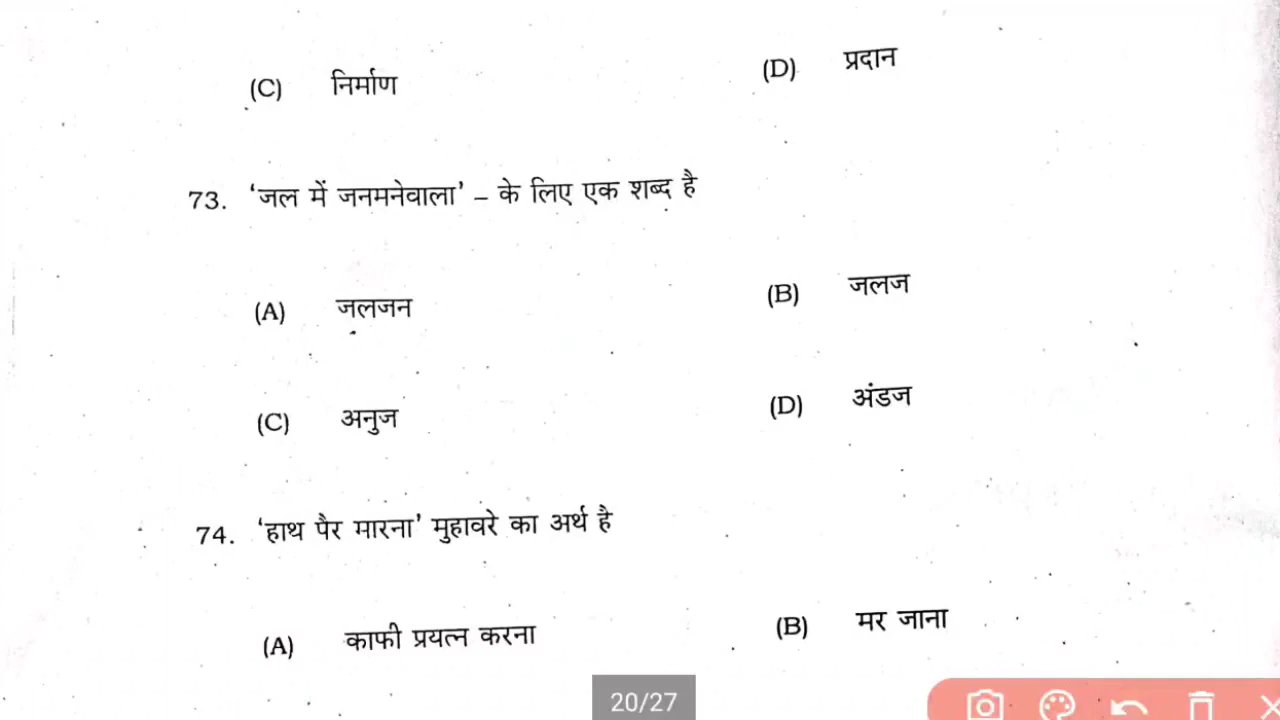 (C) निर्माण (D) प्रदान
73. ‘जल में जनमनेवाला’ – के लिए एक शब्द है
(A) जलजन (B) जलज
(C) अनुज (D) अंडज
74. ‘हाथ पैर मारना’ मुहावरे का अर्थ है
(A) काफी प्रयत्न करना (B) मर जाना
20/27